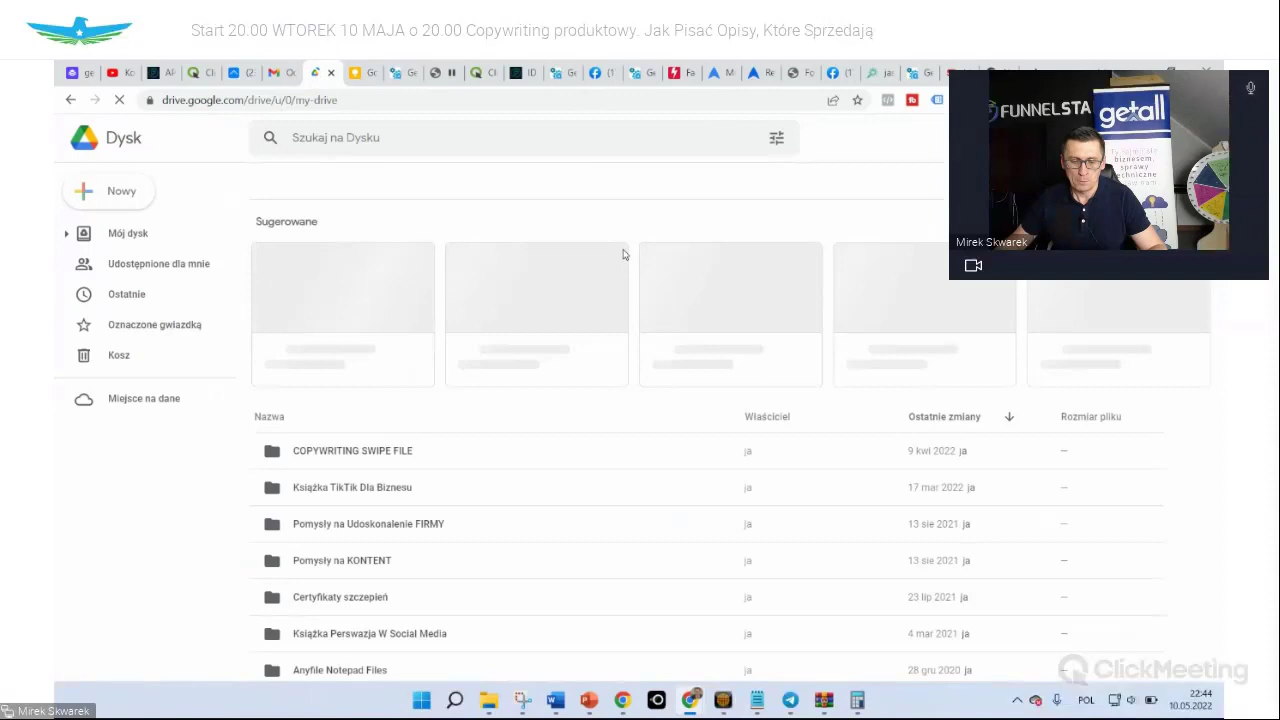 Start 20.00 WTOREK 10 MAJA o 20.00 Copywriting produktowy. Jak Pisać Opisy, Które Sprzedają
drive.google.com/drive/u/0/my-drive
Dysk
Szukaj na Dysku
Nowy
Mój dysk
Udostępnione dla mnie
Ostatnie
Oznaczone gwiazdką
Kosz
Miejsce na dane
Sugerowane
FUNNELSTA
getall
biznesem,
sprawy
techniczne
Mirek Skwarek
Nazwa Właściciel Ostatnie zmiany Rozmiar pliku
COPYWRITING SWIPE FILE ja 9 kwi 2022 ja —
Książka TikTik Dla Biznesu ja 17 mar 2022 ja —
Pomysły na Udoskonalenie FIRMY ja 13 sie 2021 ja —
Pomysły na KONTENT ja 13 sie 2021 ja —
Certyfikaty szczepień ja 23 lip 2021 ja —
Książka Perswazja W Social Media ja 4 mar 2021 ja —
Anyfile Notepad Files ja 28 gru 2020 ja —
ClickMeeting
POL
22:44
10.05.2022
Mirek Skwarek